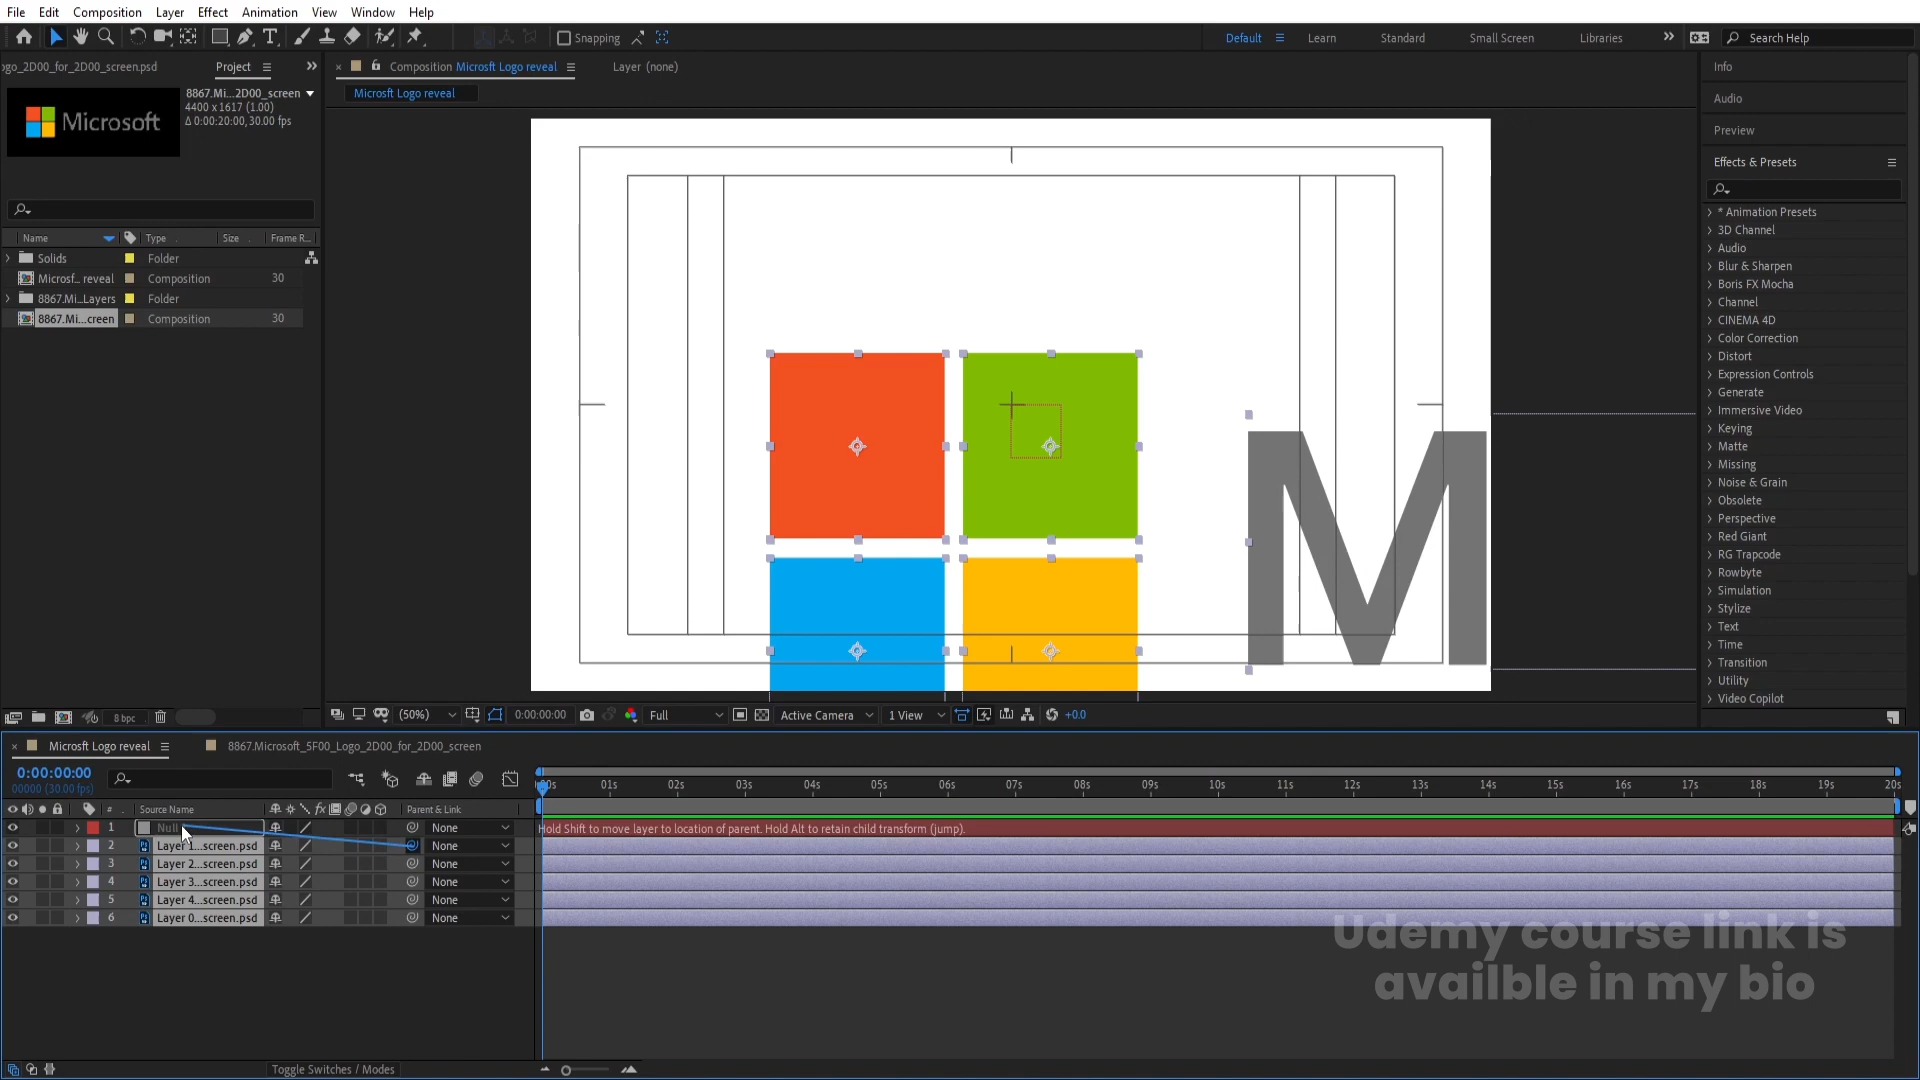 File Edit Composition Layer Effect Animation View Window Help
Snapping
Default Learn Standard Small Screen Libraries Search Help
ogo_2D00_for_2D00_screen.psd Project
Composition Microsft Logo reveal Layer (none)
Microsft Logo reveal
8867.Mi...2D00_screen
4400 x 1617 (1.00)
Δ 0:00:20:00, 30.00 fps
Microsoft
Name Type Size Frame R...
Solids Folder
Microsf... reveal Composition 30
8867.Mi...Layers Folder
8867.Mi...creen Composition 30
8 bpc
M
(50%) 0:00:00:00 Full Active Camera 1 View +0.0
Info
Audio
Preview
Effects & Presets
* Animation Presets
3D Channel
Audio
Blur & Sharpen
Boris FX Mocha
Channel
CINEMA 4D
Color Correction
Distort
Expression Controls
Generate
Immersive Video
Keying
Matte
Missing
Noise & Grain
Obsolete
Perspective
Red Giant
RG Trapcode
Rowbyte
Simulation
Stylize
Text
Time
Transition
Utility
Video Copilot
Microsft Logo reveal 8867.Microsoft_5F00_Logo_2D00_for_2D00_screen
0:00:00:00
00000 (30.00 fps)
01s 02s 03s 04s 05s 06s 07s 08s 09s 10s 11s 12s 13s 14s 15s 16s 17s 18s 19s 20s
# Source Name fx Parent & Link
1 Null None Hold Shift to move layer to location of parent. Hold Alt to retain child transform (jump).
2 Layer 1...screen.psd None
3 Layer 2...screen.psd None
4 Layer 3...screen.psd None
5 Layer 4...screen.psd None
6 Layer 0...screen.psd None
Udemy course link is
availble in my bio
Toggle Switches / Modes